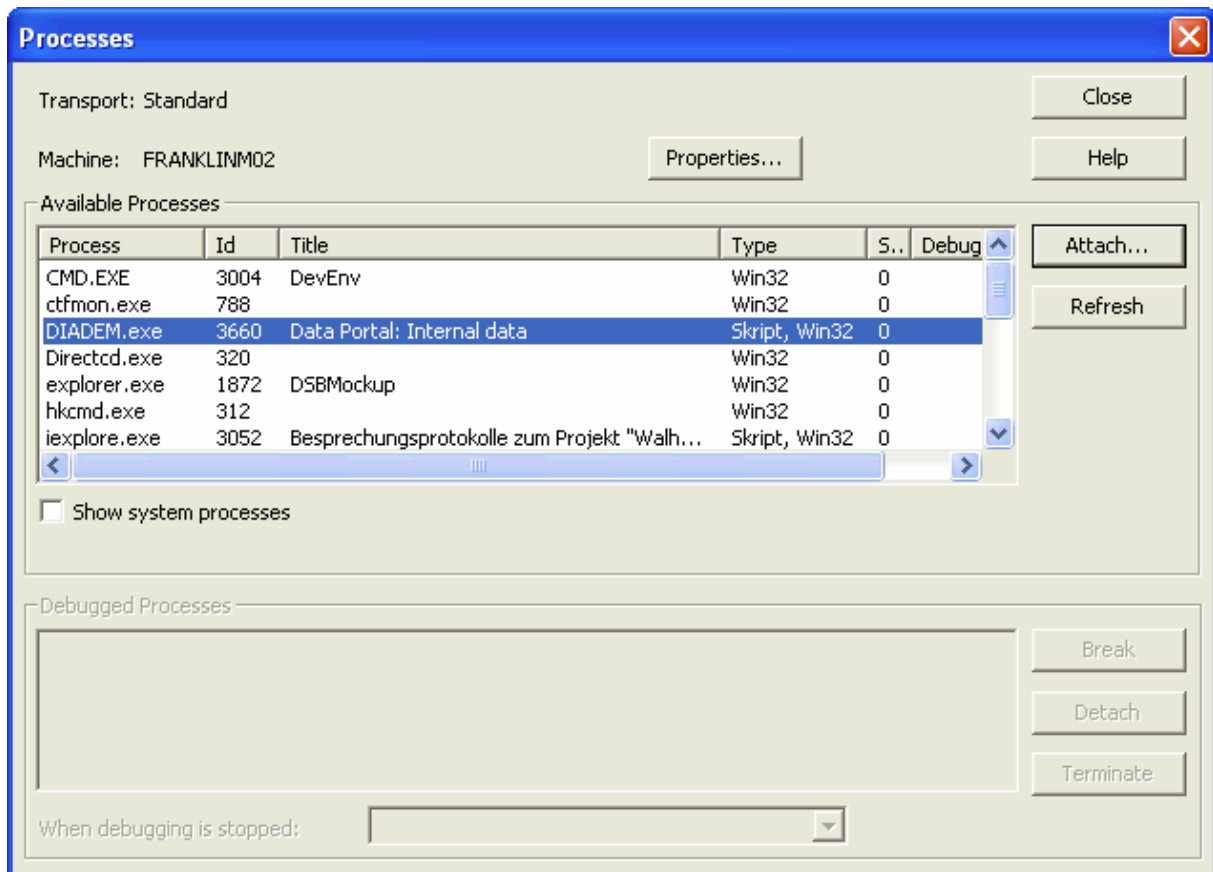 Processes
Transport: Standard
Close
Machine: FRANKLINM02
Properties...
Help
Available Processes
Process Id Title Type S.. Debug
Attach...
CMD.EXE 3004 DevEnv Win32 0
ctfmon.exe 788 Win32 0
Refresh
DIADEM.exe 3660 Data Portal: Internal data Skript, Win32 0
Directcd.exe 320 Win32 0
explorer.exe 1872 DSBMockup Win32 0
hkcmd.exe 312 Win32 0
iexplore.exe 3052 Besprechungsprotokolle zum Projekt "Walh... Skript, Win32 0
Show system processes
Debugged Processes
Break
Detach
Terminate
When debugging is stopped: